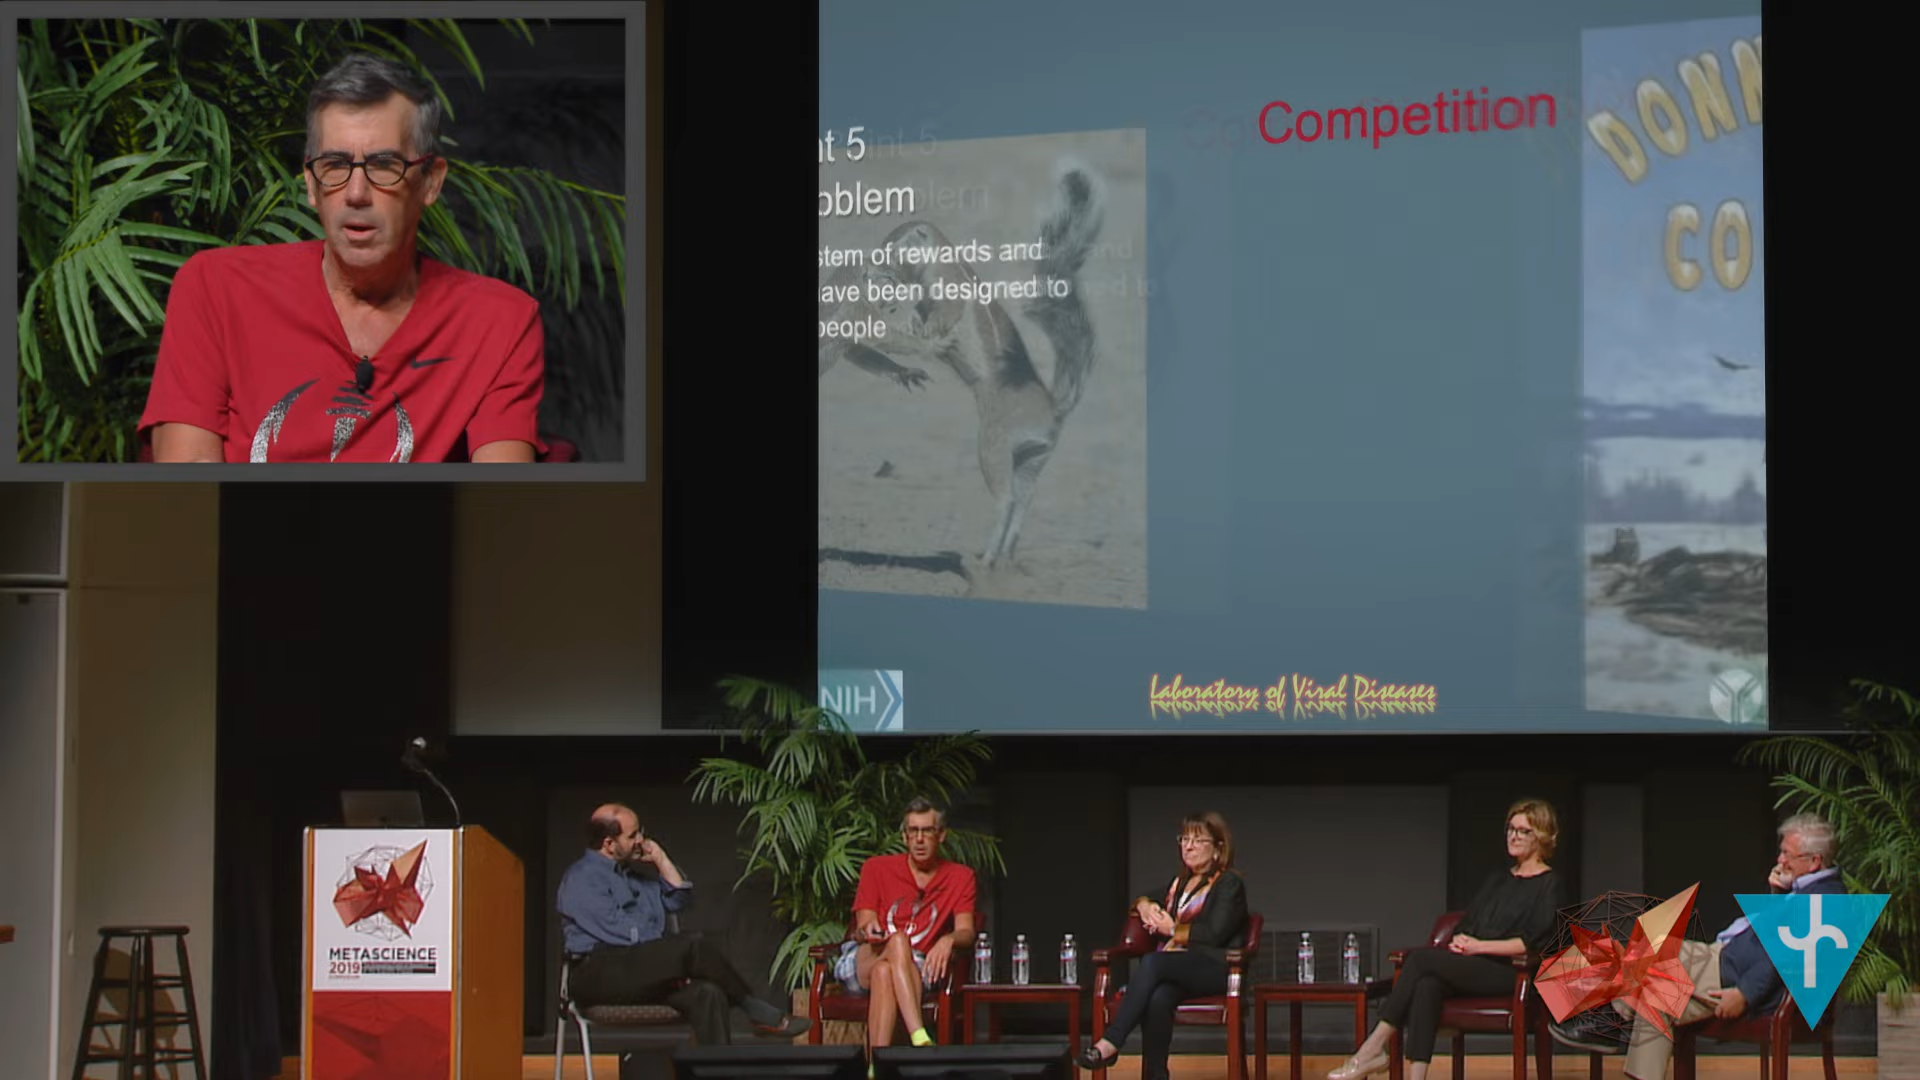 nt 5
oblem
stem of rewards and
ave been designed to
people
Competition
DONN
CO
NIH
Laboratory of Viral Diseases
METASCIENCE
2019